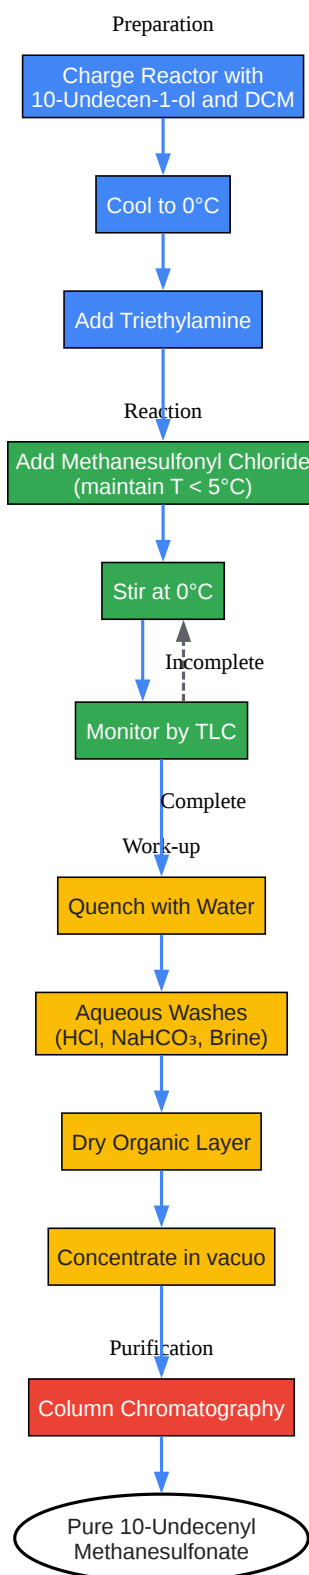 Preparation
Charge Reactor with
10-Undecen-1-ol and DCM
Cool to 0°C
Add Triethylamine
Reaction
Add Methanesulfonyl Chloride
(maintain T < 5°C)
Stir at 0°C
Incomplete
Monitor by TLC
Complete
Work-up
Quench with Water
Aqueous Washes
(HCl, NaHCO₃, Brine)
Dry Organic Layer
Concentrate in vacuo
Purification
Column Chromatography
Pure 10-Undecenyl
Methanesulfonate